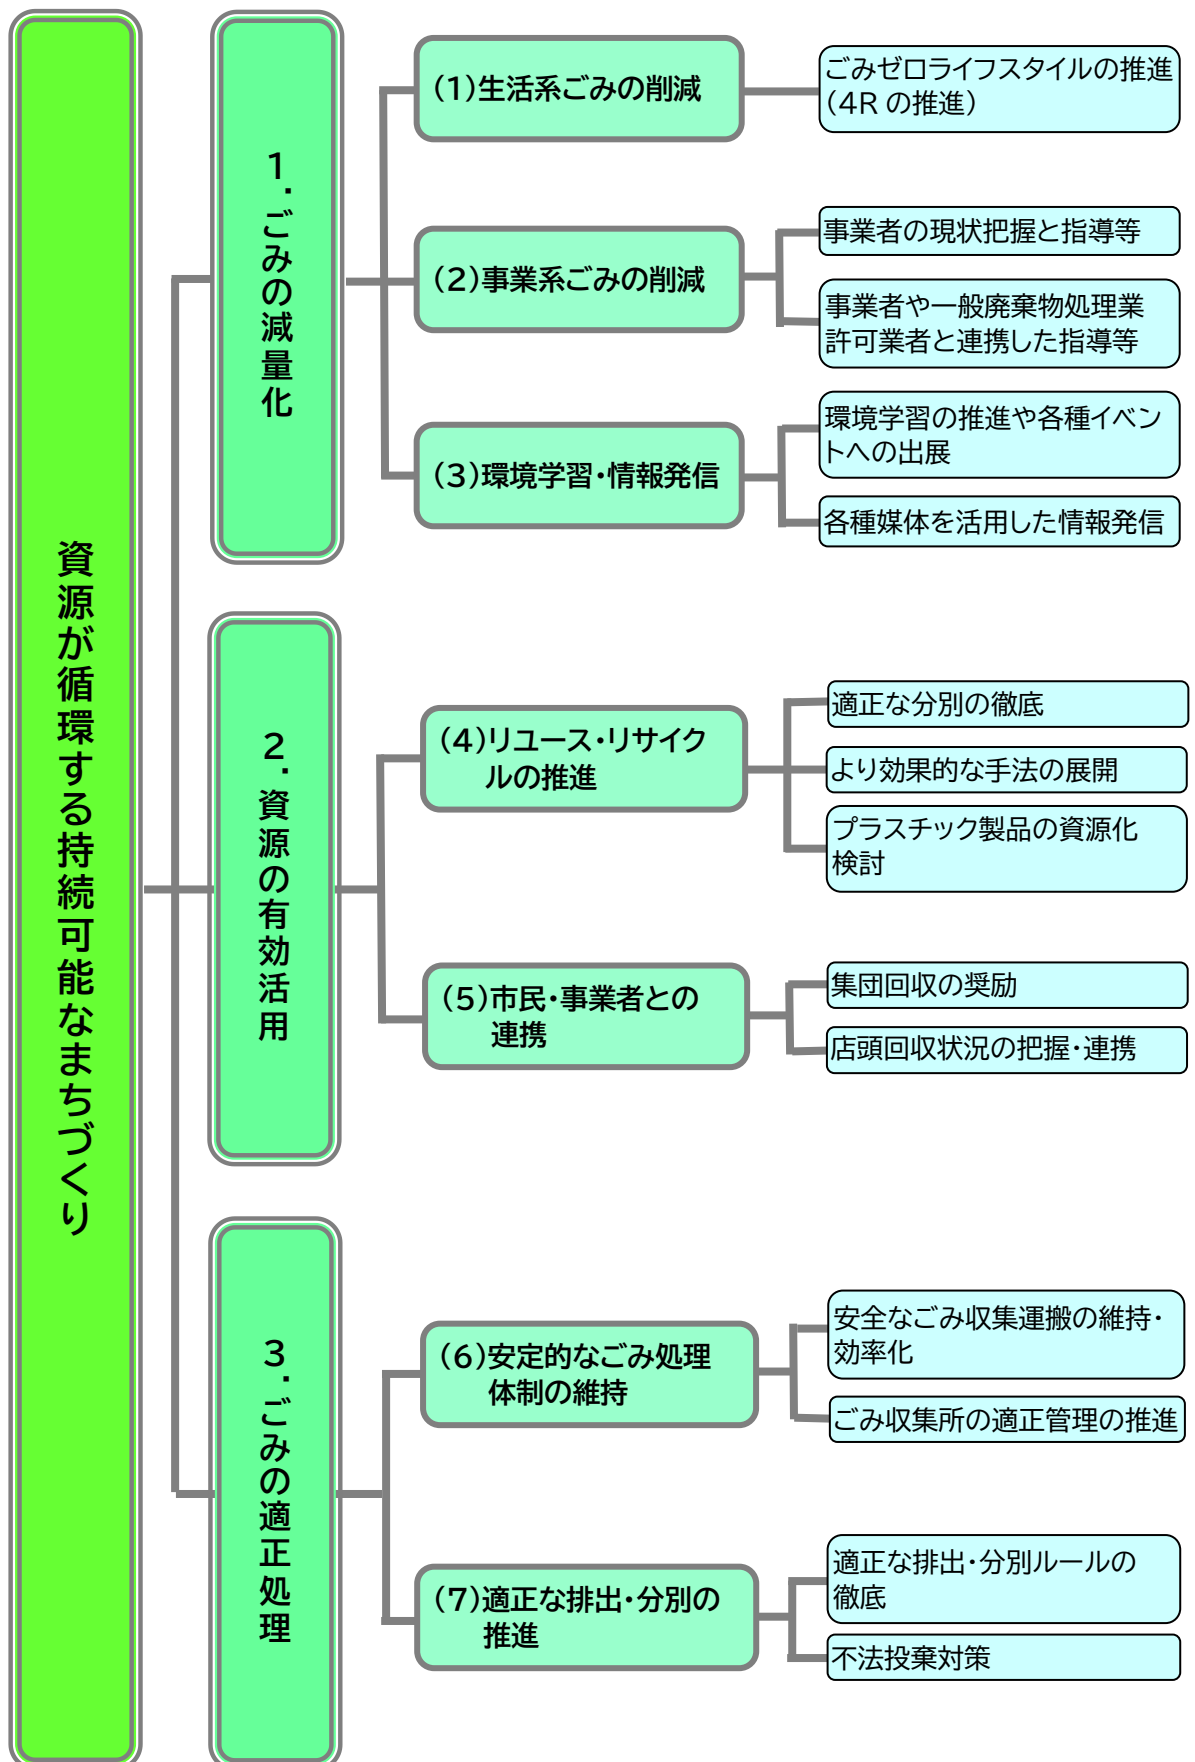 資源が循環する持続可能なまちづくり
1．ごみの減量化
(1)生活系ごみの削減
ごみゼロライフスタイルの推進
(4R の推進)
(2)事業系ごみの削減
事業者の現状把握と指導等
事業者や一般廃棄物処理業
許可業者と連携した指導等
(3)環境学習・情報発信
環境学習の推進や各種イベン
トへの出展
各種媒体を活用した情報発信
2．資源の有効活用
(4)リユース・リサイク
ルの推進
適正な分別の徹底
より効果的な手法の展開
プラスチック製品の資源化
検討
(5)市民・事業者との
連携
集団回収の奨励
店頭回収状況の把握・連携
3．ごみの適正処理
(6)安定的なごみ処理
体制の維持
安全なごみ収集運搬の維持・
効率化
ごみ収集所の適正管理の推進
(7)適正な排出・分別の
推進
適正な排出・分別ルールの
徹底
不法投棄対策